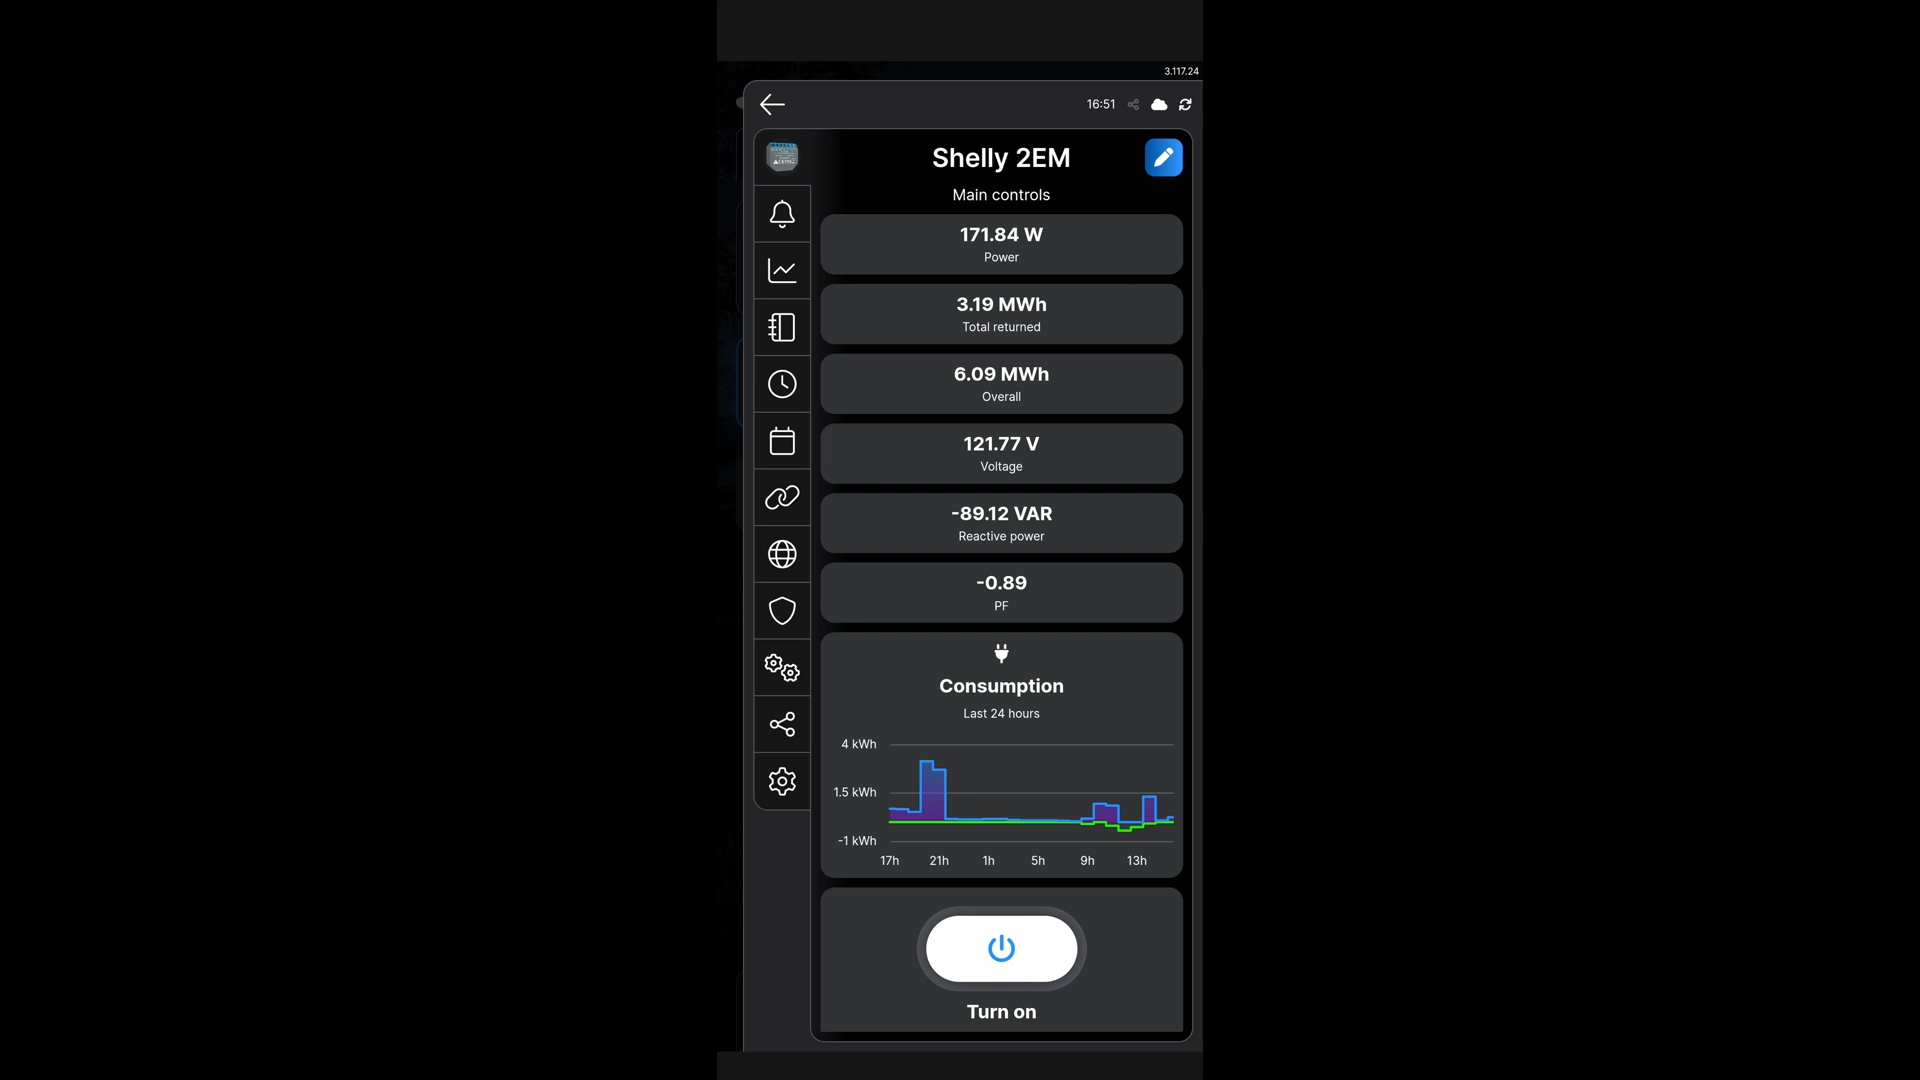 3.117.24
16:51
Shelly 2EM
Main controls
171.84 W
Power
3.19 MWh
Total returned
6.09 MWh
Overall
121.77 V
Voltage
-89.12 VAR
Reactive power
-0.89
PF
Consumption
Last 24 hours
4 kWh
1.5 kWh
-1 kWh
17h 21h 1h 5h 9h 13h
Turn on